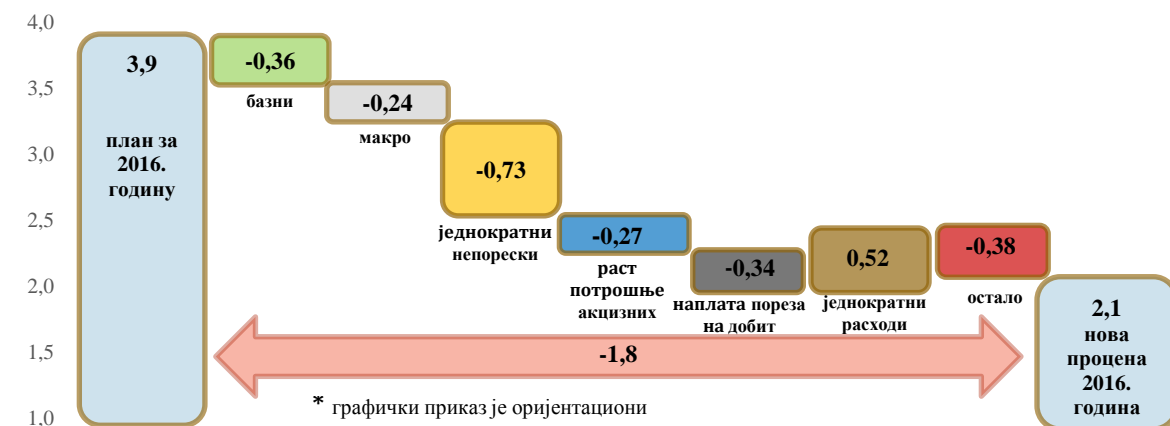 4,0
3,5
3,0
2,5
2,0
1,5
1,0
3,9
план за
2016.
годину
-0,36
базни
-0,24
макро
-0,73
једнократни
непорески
-0,27
раст
потрошње
акцизних
-0,34
наплата пореза
на добит
0,52
једнократни
расходи
-0,38
остало
2,1
нова
процена
2016.
година
-1,8
* графички приказ је оријентациони